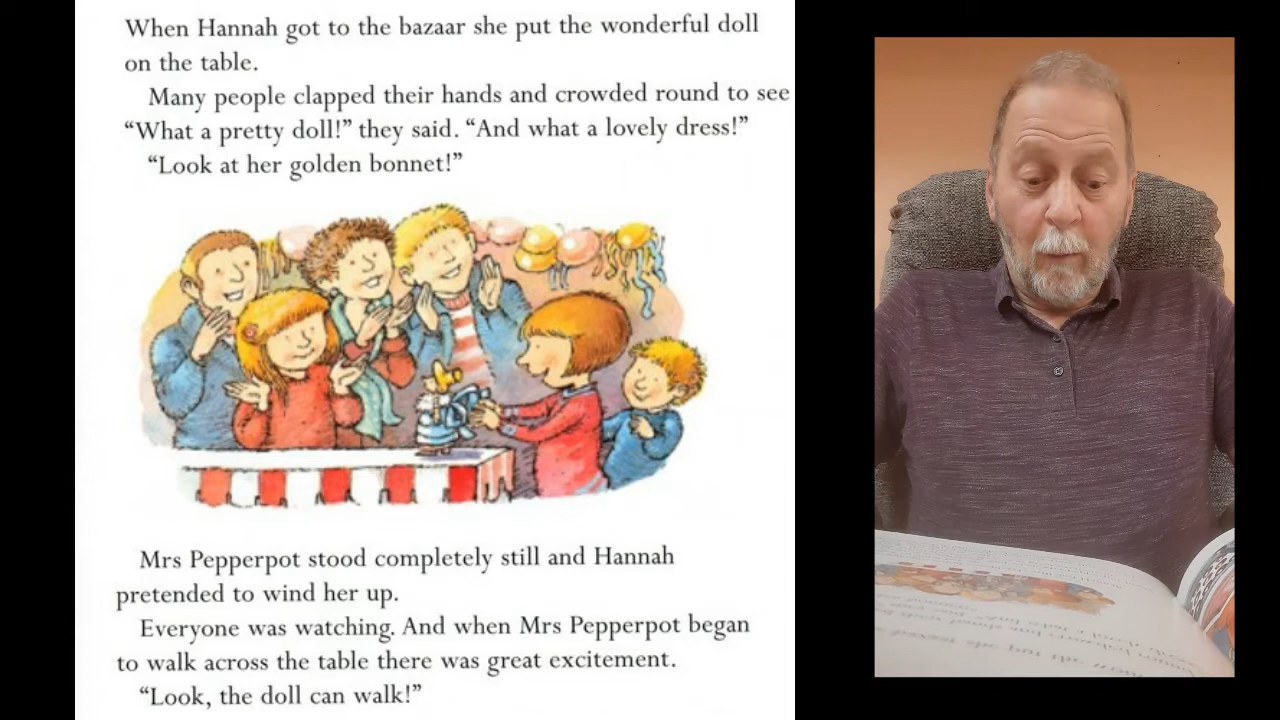 When Hannah got to the bazaar she put the wonderful doll
on the table.
Many people clapped their hands and crowded round to see
“What a pretty doll!” they said. “And what a lovely dress!”
“Look at her golden bonnet!”
Mrs Pepperpot stood completely still and Hannah
pretended to wind her up.
Everyone was watching. And when Mrs Pepperpot began
to walk across the table there was great excitement.
“Look, the doll can walk!”